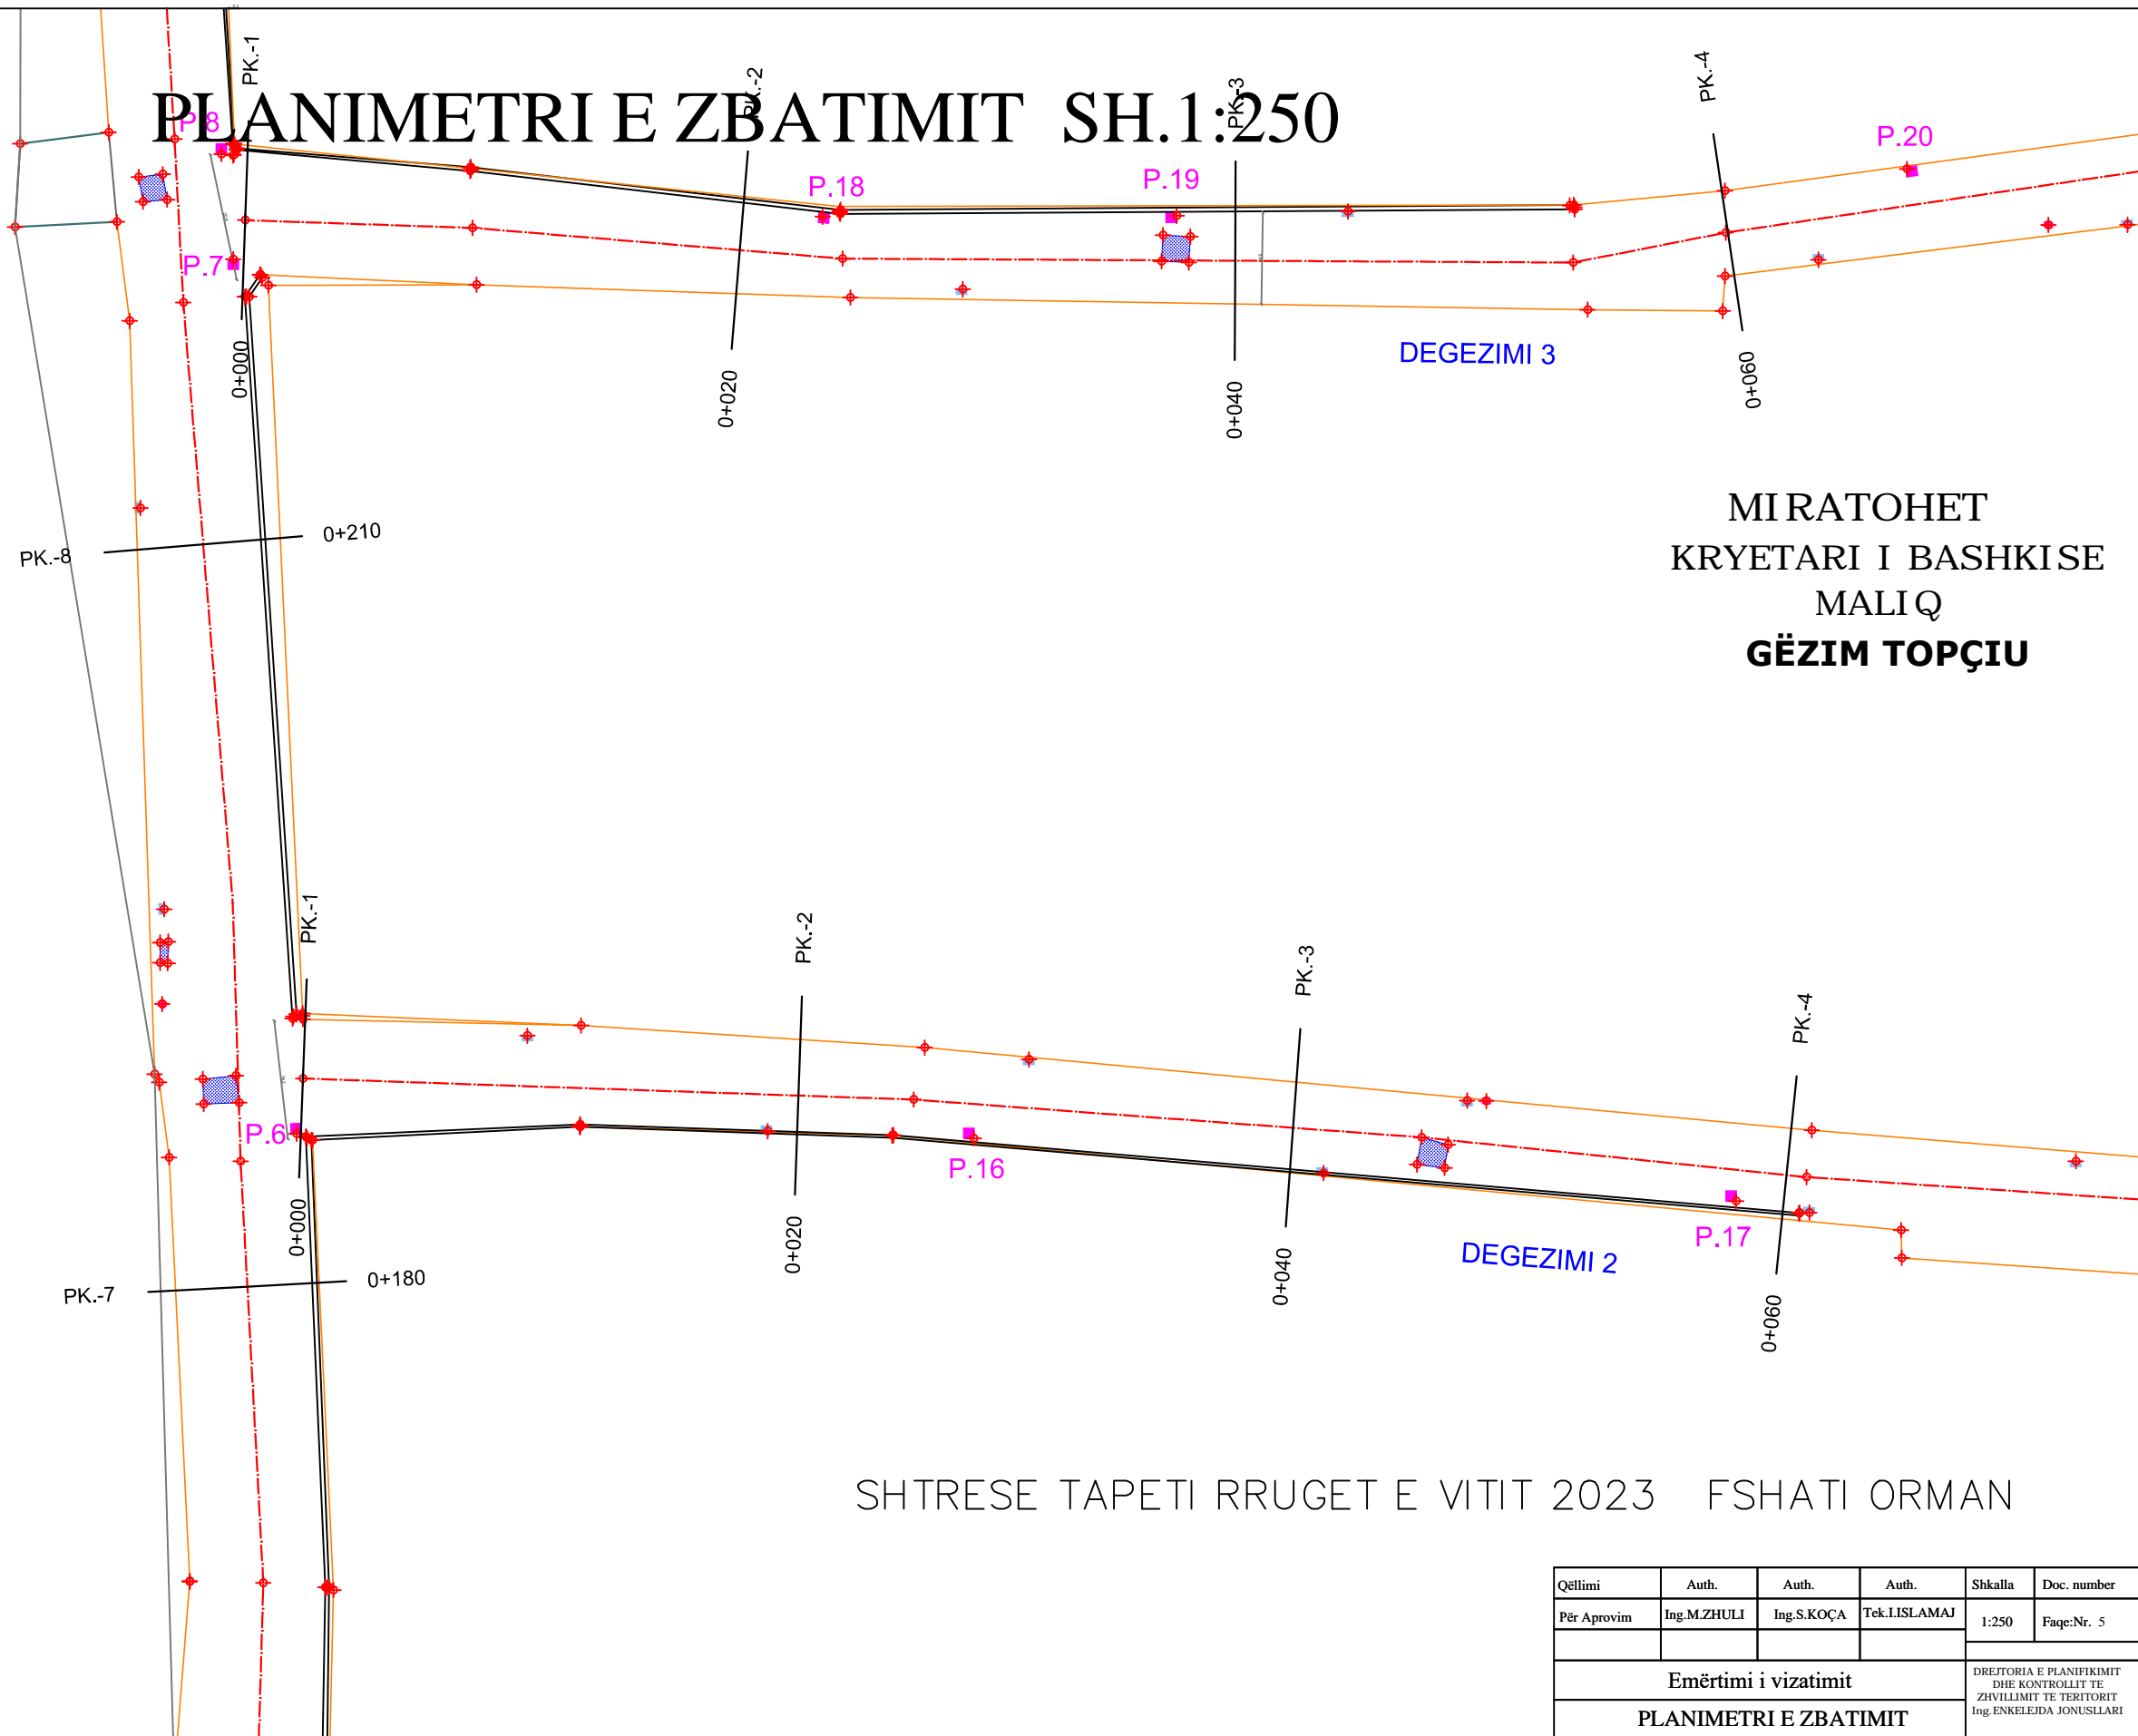 PK.-1
PK.-2
PK.-3
PK.-4
PLANIMETRI E ZBATIMIT SH.1:250
P.8
P.18
P.19
P.20
P.7
0+000
0+020
0+040
0+060
DEGEZIMI 3
MIRATOHET
KRYETARI I BASHKISE
MALIQ
GËZIM TOPÇIU
PK.-8
0+210
PK.-1
PK.-2
PK.-3
PK.-4
P.6
P.16
P.17
0+000
0+020
0+040
0+060
DEGEZIMI 2
PK.-7
0+180
SHTRESE TAPETI RRUGET E VITIT 2023 FSHATI ORMAN
Qëllimi Auth. Auth. Auth. Shkalla Doc. number
Për Aprovim Ing.M.ZHULI Ing.S.KOÇA Tek.I.ISLAMAJ 1:250 Faqe:Nr. 5
Emërtimi i vizatimit
PLANIMETRI E ZBATIMIT
DREJTORIA E PLANIFIKIMIT
DHE KONTROLLIT TE
ZHVILLIMIT TE TERITORIT
Ing.ENKELEJDA JONUSLLARI